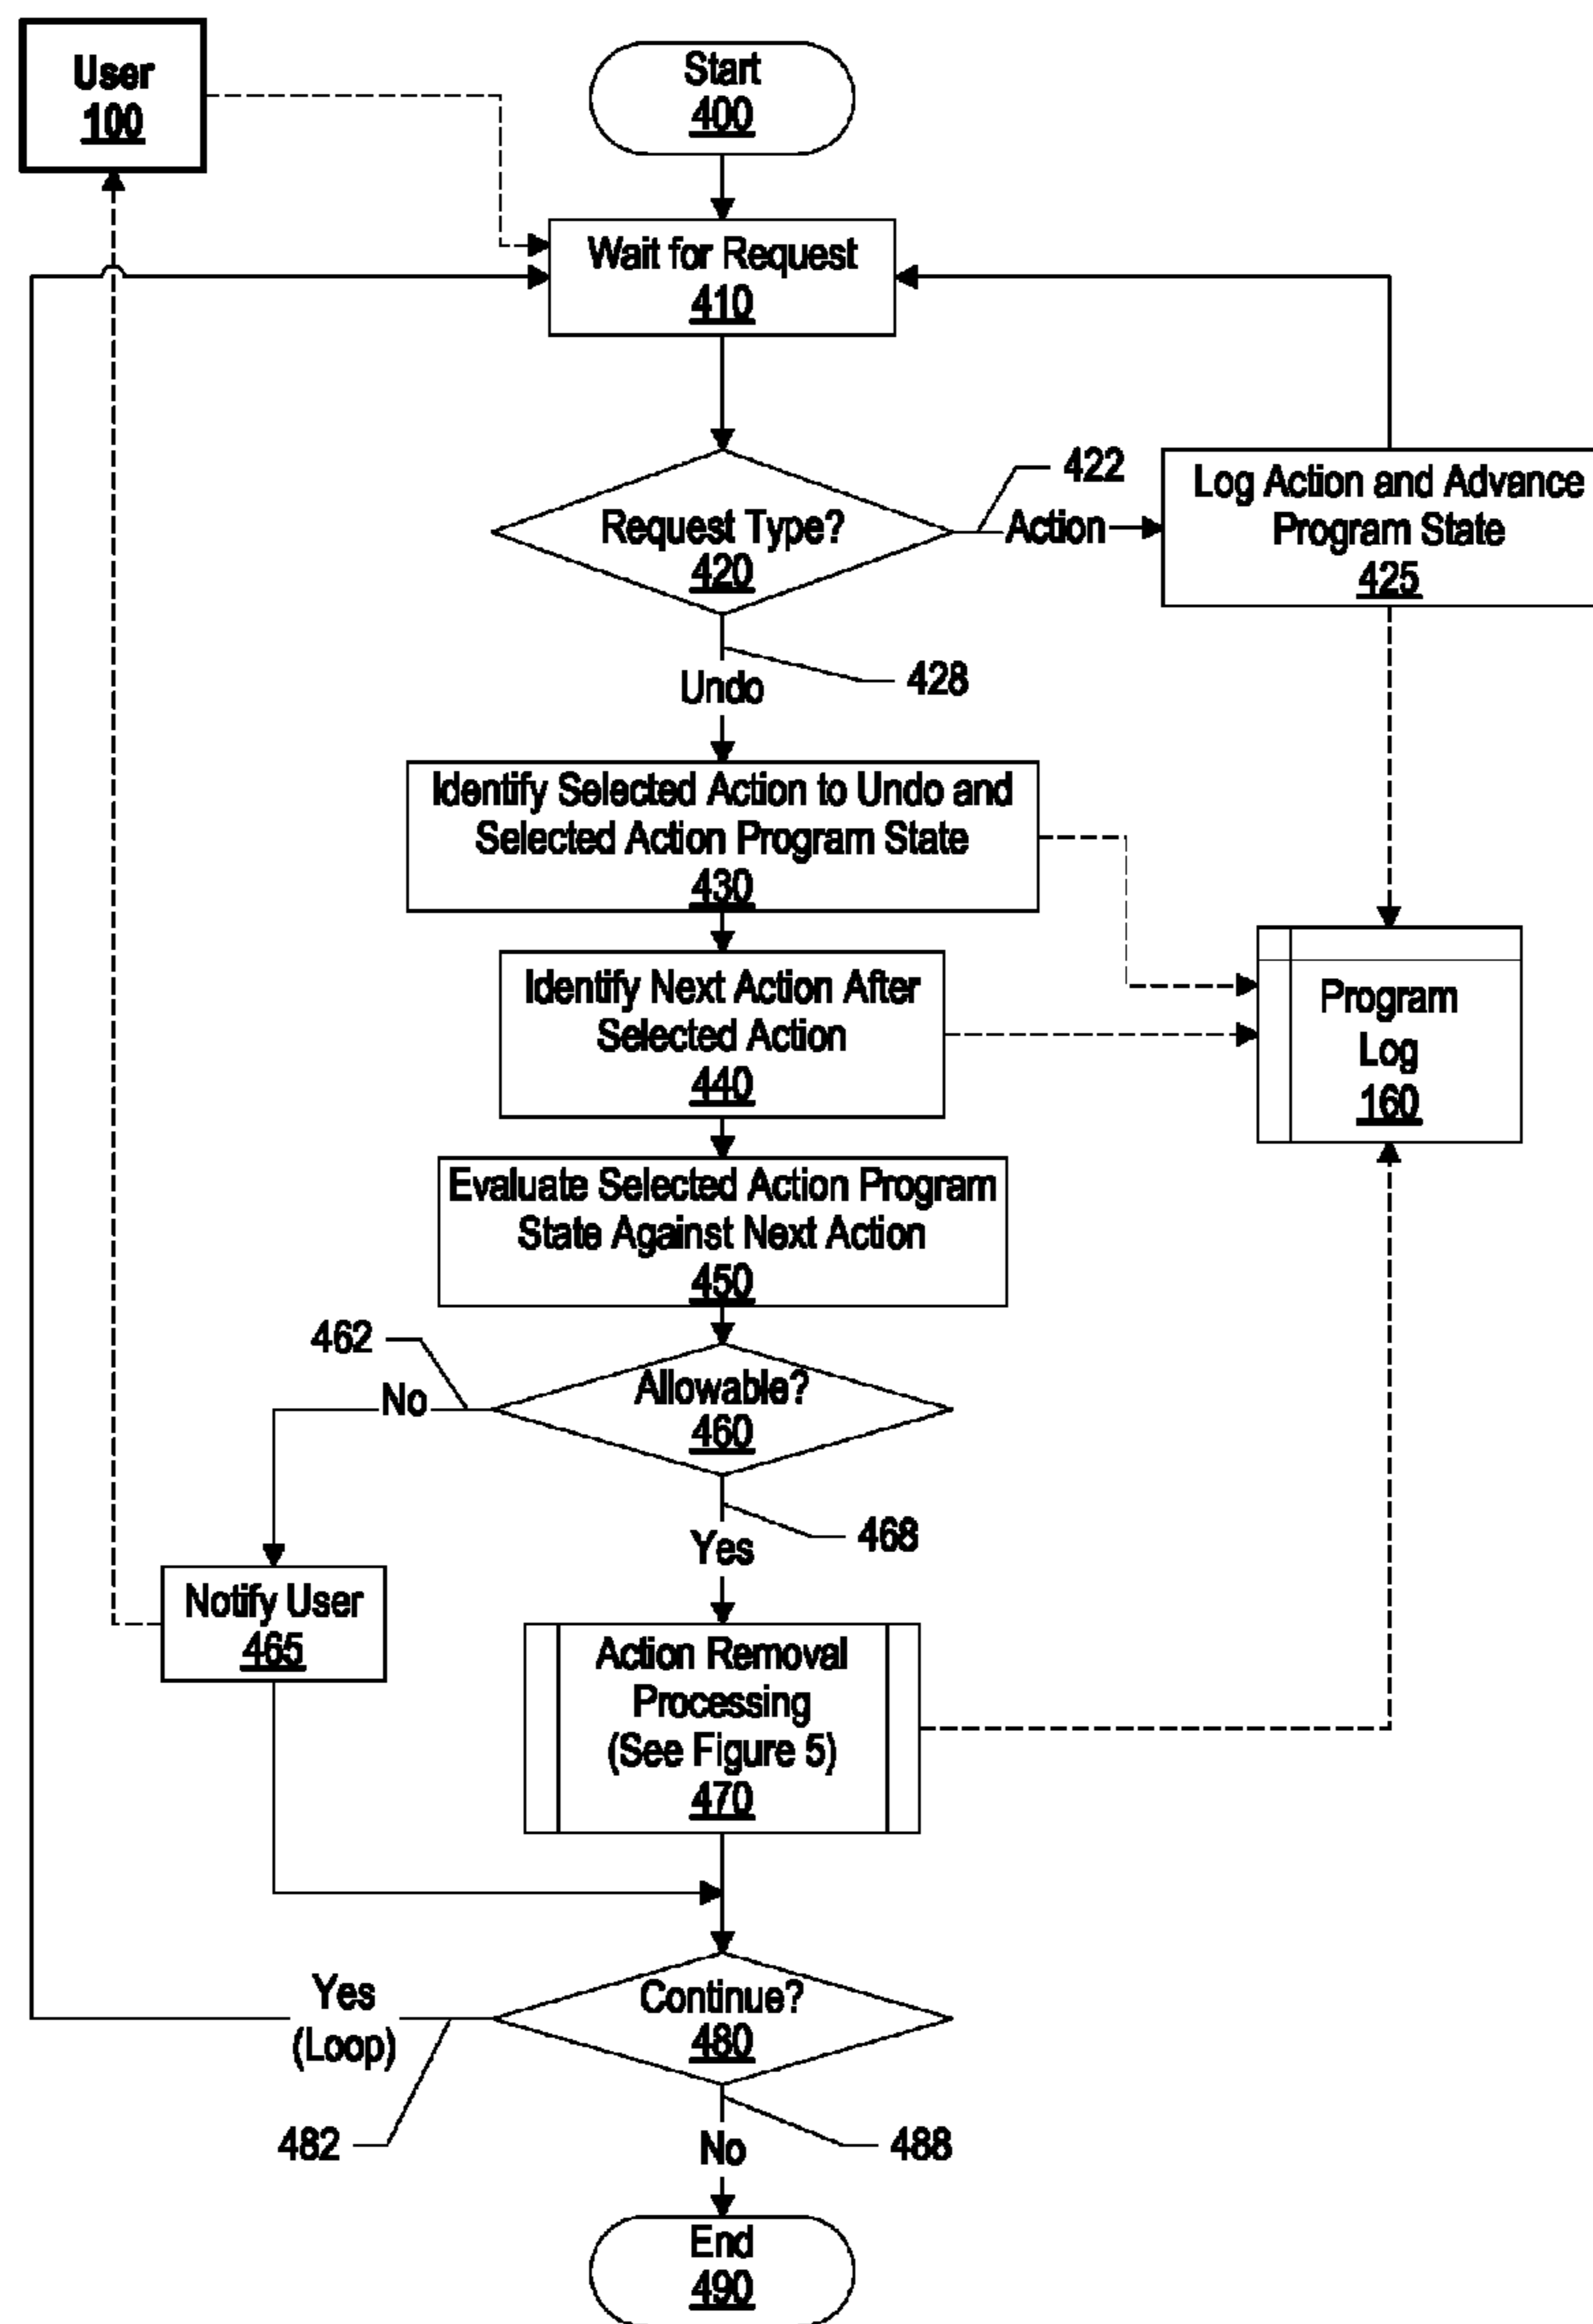 User
100
Start
400
Wait for Request
410
422
Request Type?
420
Action
Log Action and Advance
Program State
425
428
Undo
Identify Selected Action to Undo and
Selected Action Program State
430
Identify Next Action After
Selected Action
440
Program
Log
160
Evaluate Selected Action Program
State Against Next Action
450
462
No
Allowable?
460
468
Yes
Notify User
465
Action Removal
Processing
(See Figure 5)
470
Yes
(Loop)
Continue?
480
482
488
No
End
490